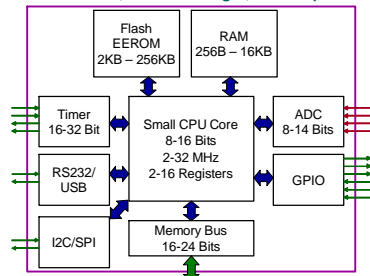 Flash
EEROM
2KB – 256KB
RAM
256B – 16KB
Timer
16-32 Bit
Small CPU Core
8-16 Bits
2-32 MHz
2-16 Registers
ADC
8-14 Bits
RS232/
USB
GPIO
I2C/SPI
Memory Bus
16-24 Bits